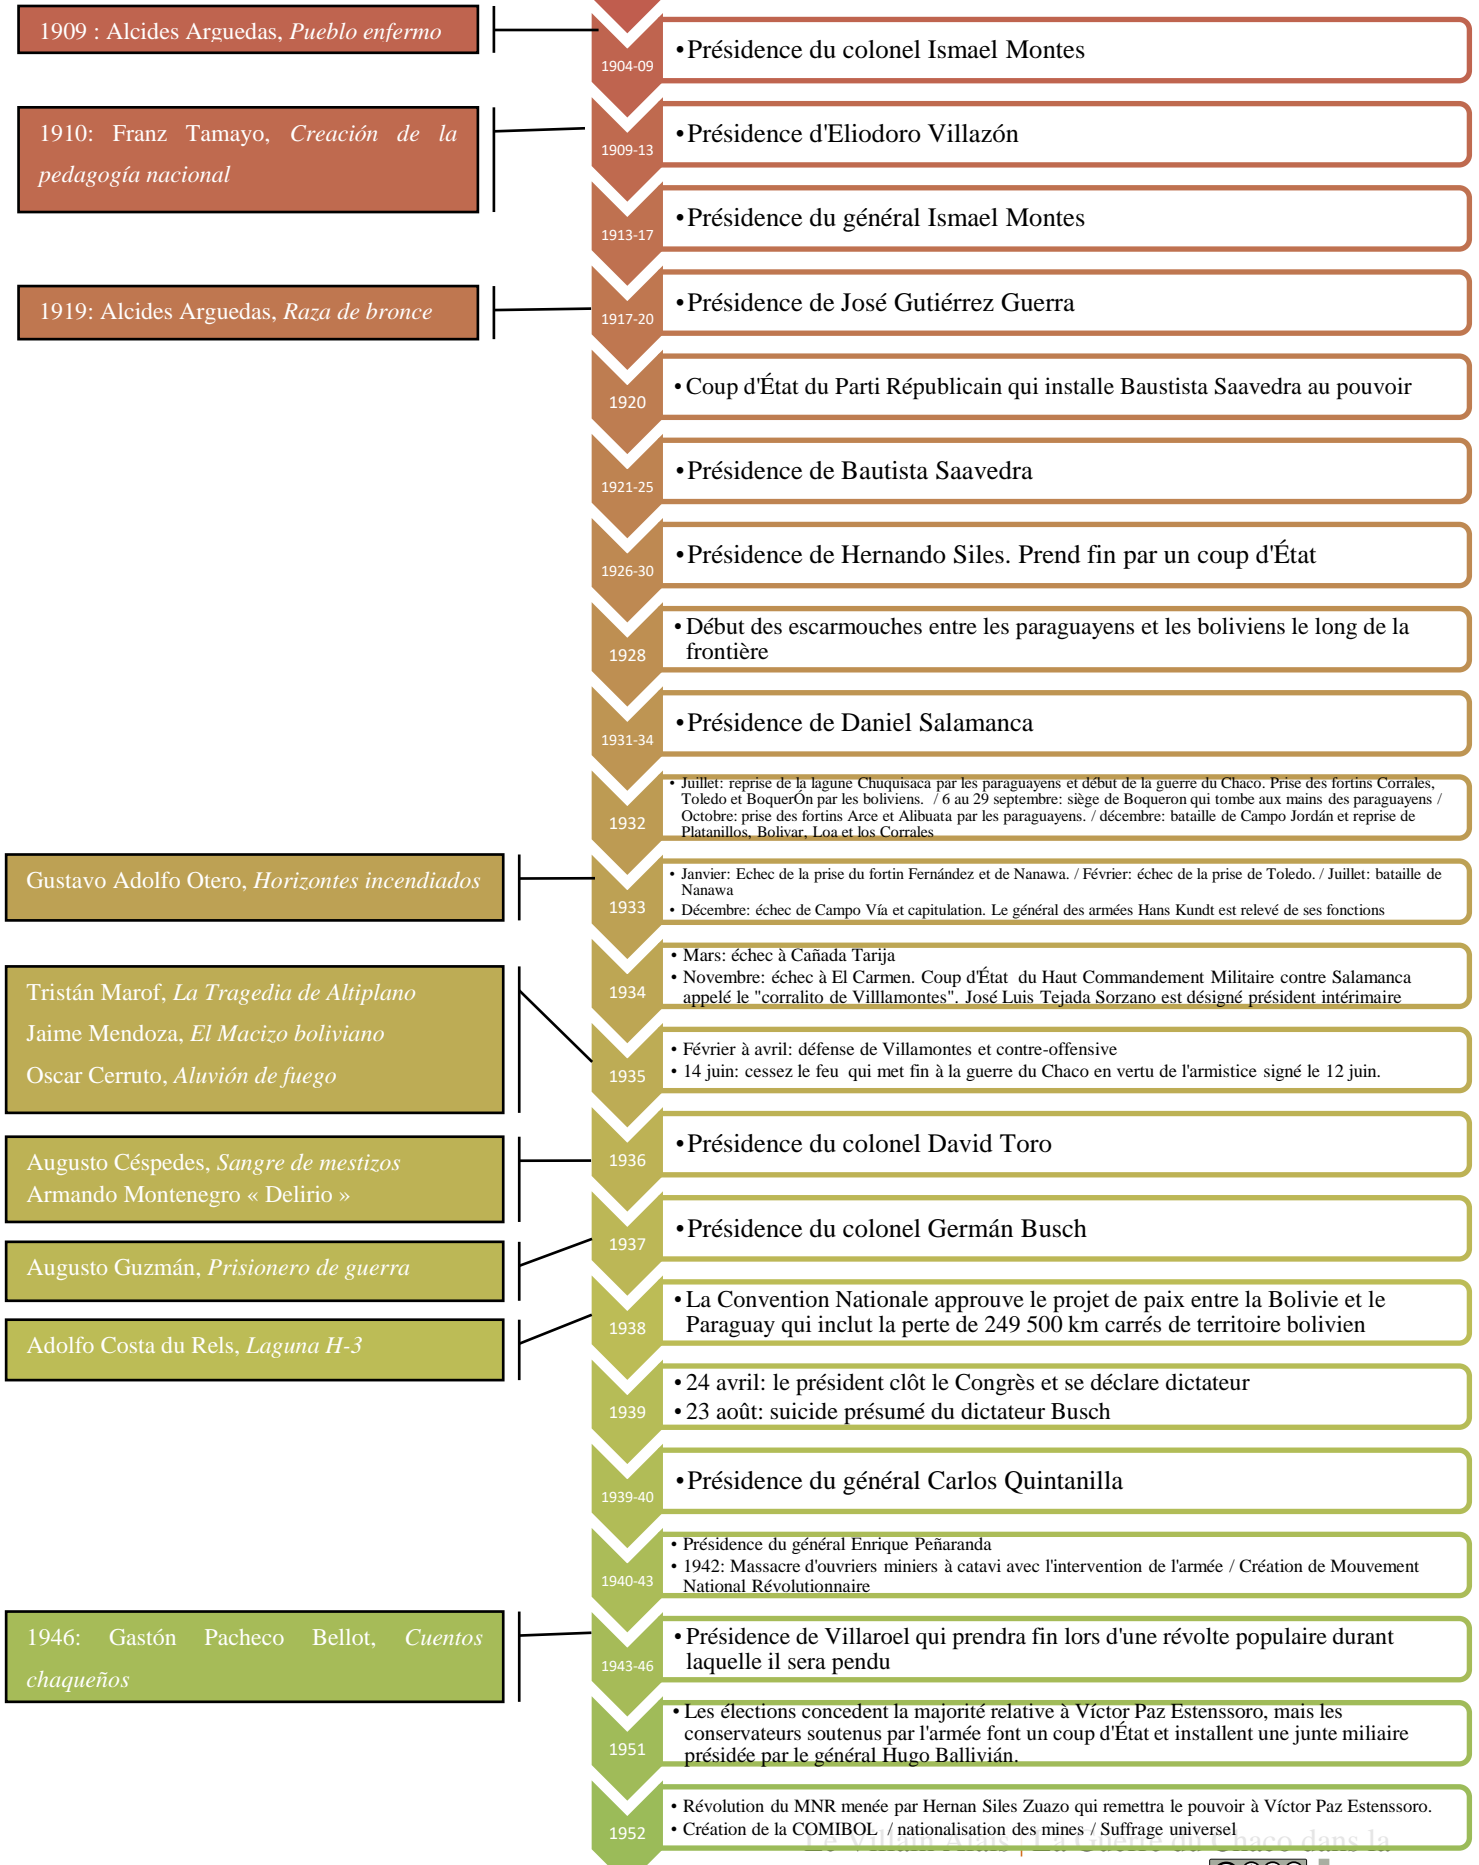 1909 : Alcides Arguedas, Pueblo enfermo
1904-09
•Présidence du colonel Ismael Montes
1910: Franz Tamayo, Creación de la
pedagogía nacional
1909-13
•Présidence d'Eliodoro Villazón
1913-17
•Présidence du général Ismael Montes
1919: Alcides Arguedas, Raza de bronce
1917-20
•Présidence de José Gutiérrez Guerra
1920
• Coup d'État du Parti Républicain qui installe Baustista Saavedra au pouvoir
1921-25
•Présidence de Bautista Saavedra
1926-30
•Présidence de Hernando Siles. Prend fin par un coup d'État
1928
• Début des escarmouches entre les paraguayens et les boliviens le long de la
frontière
1931-34
•Présidence de Daniel Salamanca
1932
• Juillet: reprise de la lagune Chuquisaca par les paraguayens et début de la guerre du Chaco. Prise des fortins Corrales,
Toledo et BoquerÓn par les boliviens. / 6 au 29 septembre: siège de Boqueron qui tombe aux mains des paraguayens /
Octobre: prise des fortins Arce et Alibuata par les paraguayens. / décembre: bataille de Campo Jordán et reprise de
Platanillos, Bolivar, Loa et los Corrales
Gustavo Adolfo Otero, Horizontes incendiados
1933
• Janvier: Echec de la prise du fortin Fernández et de Nanawa. / Février: échec de la prise de Toledo. / Juillet: bataille de
Nanawa
• Décembre: échec de Campo Vía et capitulation. Le général des armées Hans Kundt est relevé de ses fonctions
1934
• Mars: échec à Cañada Tarija
• Novembre: échec à El Carmen. Coup d'État du Haut Commandement Militaire contre Salamanca
appelé le "corralito de Villlamontes". José Luis Tejada Sorzano est désigné président intérimaire
Tristán Marof, La Tragedia de Altiplano
Jaime Mendoza, El Macizo boliviano
Oscar Cerruto, Aluvión de fuego
1935
• Février à avril: défense de Villamontes et contre-offensive
• 14 juin: cessez le feu qui met fin à la guerre du Chaco en vertu de l'armistice signé le 12 juin.
Augusto Céspedes, Sangre de mestizos
Armando Montenegro « Delirio »
1936
•Présidence du colonel David Toro
Augusto Guzmán, Prisionero de guerra
1937
•Présidence du colonel Germán Busch
Adolfo Costa du Rels, Laguna H-3
1938
• La Convention Nationale approuve le projet de paix entre la Bolivie et le
Paraguay qui inclut la perte de 249 500 km carrés de territoire bolivien
1939
• 24 avril: le président clôt le Congrès et se déclare dictateur
• 23 août: suicide présumé du dictateur Busch
1939-40
•Présidence du général Carlos Quintanilla
1940-43
• Présidence du général Enrique Peñaranda
• 1942: Massacre d'ouvriers miniers à catavi avec l'intervention de l'armée / Création de Mouvement
National Révolutionnaire
1946: Gastón Pacheco Bellot, Cuentos
chaqueños
1943-46
• Présidence de Villaroel qui prendra fin lors d'une révolte populaire durant
laquelle il sera pendu
1951
• Les élections concedent la majorité relative à Víctor Paz Estenssoro, mais les
conservateurs soutenus par l'armée font un coup d'État et installent une junte miliaire
présidée par le général Hugo Ballivián.
1952
• Révolution du MNR menée par Hernan Siles Zuazo qui remettra le pouvoir à Víctor Paz Estenssoro.
• Création de la COMIBOL / nationalisation des mines / Suffrage universel
Le Villain Alaïs | La Guerre du Chaco dans la